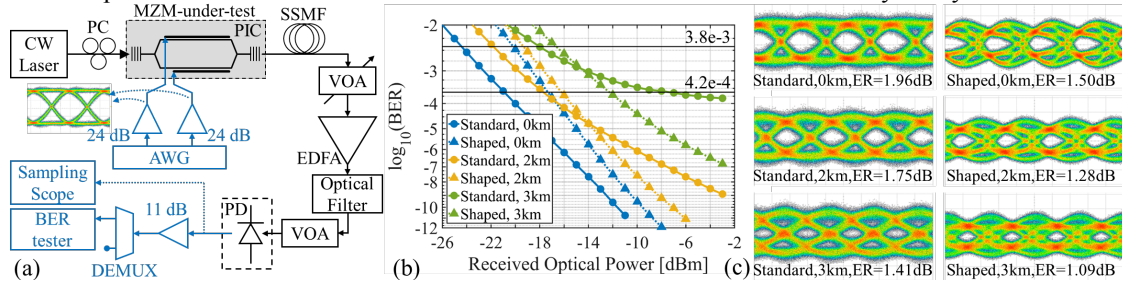 MZM-under-test
PC
PIC
SSMF
CW
Laser
VOA
24 dB
24 dB
AWG
EDFA
Optical
Filter
VOA
Sampling
Scope
BER
tester
11 dB
PD
DEMUX
(a)
(b)
log10(BER)
-2
-3
-4
-5
-6
-7
-8
-10
-12
3.8e-3
4.2e-4
Standard, 0km
Shaped, 0km
Standard, 2km
Shaped, 2km
Standard, 3km
Shaped, 3km
-26 -22 -18 -14 -10 -6 -2
Received Optical Power [dBm]
(c)
Standard,0km,ER=1.96dB
Shaped,0km,ER=1.50dB
Standard,2km,ER=1.75dB
Shaped,2km,ER=1.28dB
Standard,3km,ER=1.41dB
Shaped,3km,ER=1.09dB